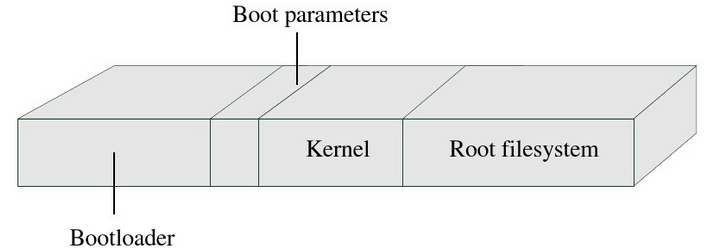 Boot parameters
Kernel
Root filesystem
Bootloader